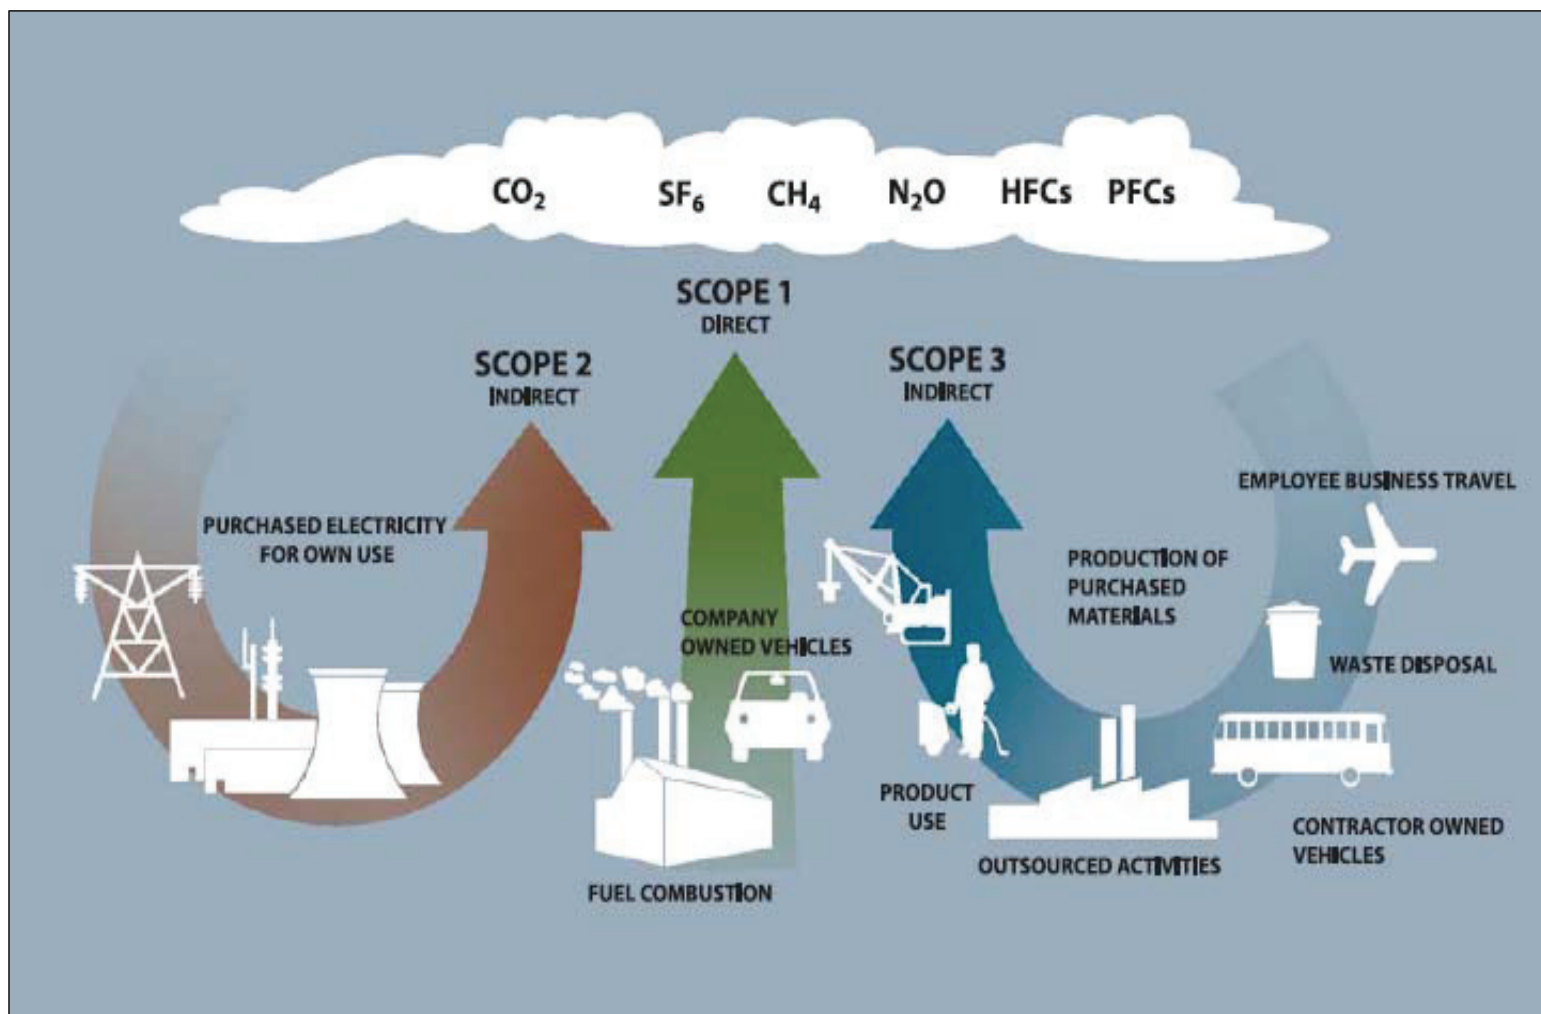 CO₂ SF₆ CH₄ N₂O HFCs PFCs
SCOPE 1
DIRECT
SCOPE 2
INDIRECT
SCOPE 3
INDIRECT
PURCHASED ELECTRICITY
FOR OWN USE
COMPANY
OWNED VEHICLES
FUEL COMBUSTION
EMPLOYEE BUSINESS TRAVEL
PRODUCTION OF
PURCHASED
MATERIALS
WASTE DISPOSAL
PRODUCT
USE
OUTSOURCED ACTIVITIES
CONTRACTOR OWNED
VEHICLES